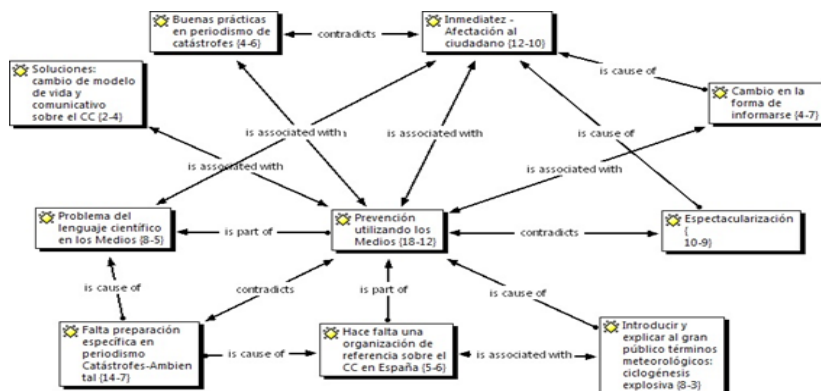 Buenas prácticas
en periodismo de
catástrofes {4-6}
contradicts
Inmediatez -
Afectación al
ciudadano {12-10}
Soluciones:
cambio de modelo
de vida y
comunicativo
sobre el CC {2-4}
is cause of
Cambio en la
forma de
informarse {4-7}
is associated with
is associated with
is cause of
is associated with
is associated with
Problema del
lenguaje científico
en los Medios {8-5}
is part of
Prevención
utilizando los
Medios {18-12}
contradicts
Espectacularización
{
10-9}
is cause of
contradicts
is part of
is cause of
Falta preparación
específica en
periodismo
Catástrofes-Ambien
tal {14-7}
is cause of
Hace falta una
organización de
referencia sobre el
CC en España
{5-6}
is associated with
Introducir y
explicar al gran
público términos
meteorológicos:
ciclogénesis
explosiva
{8-3}